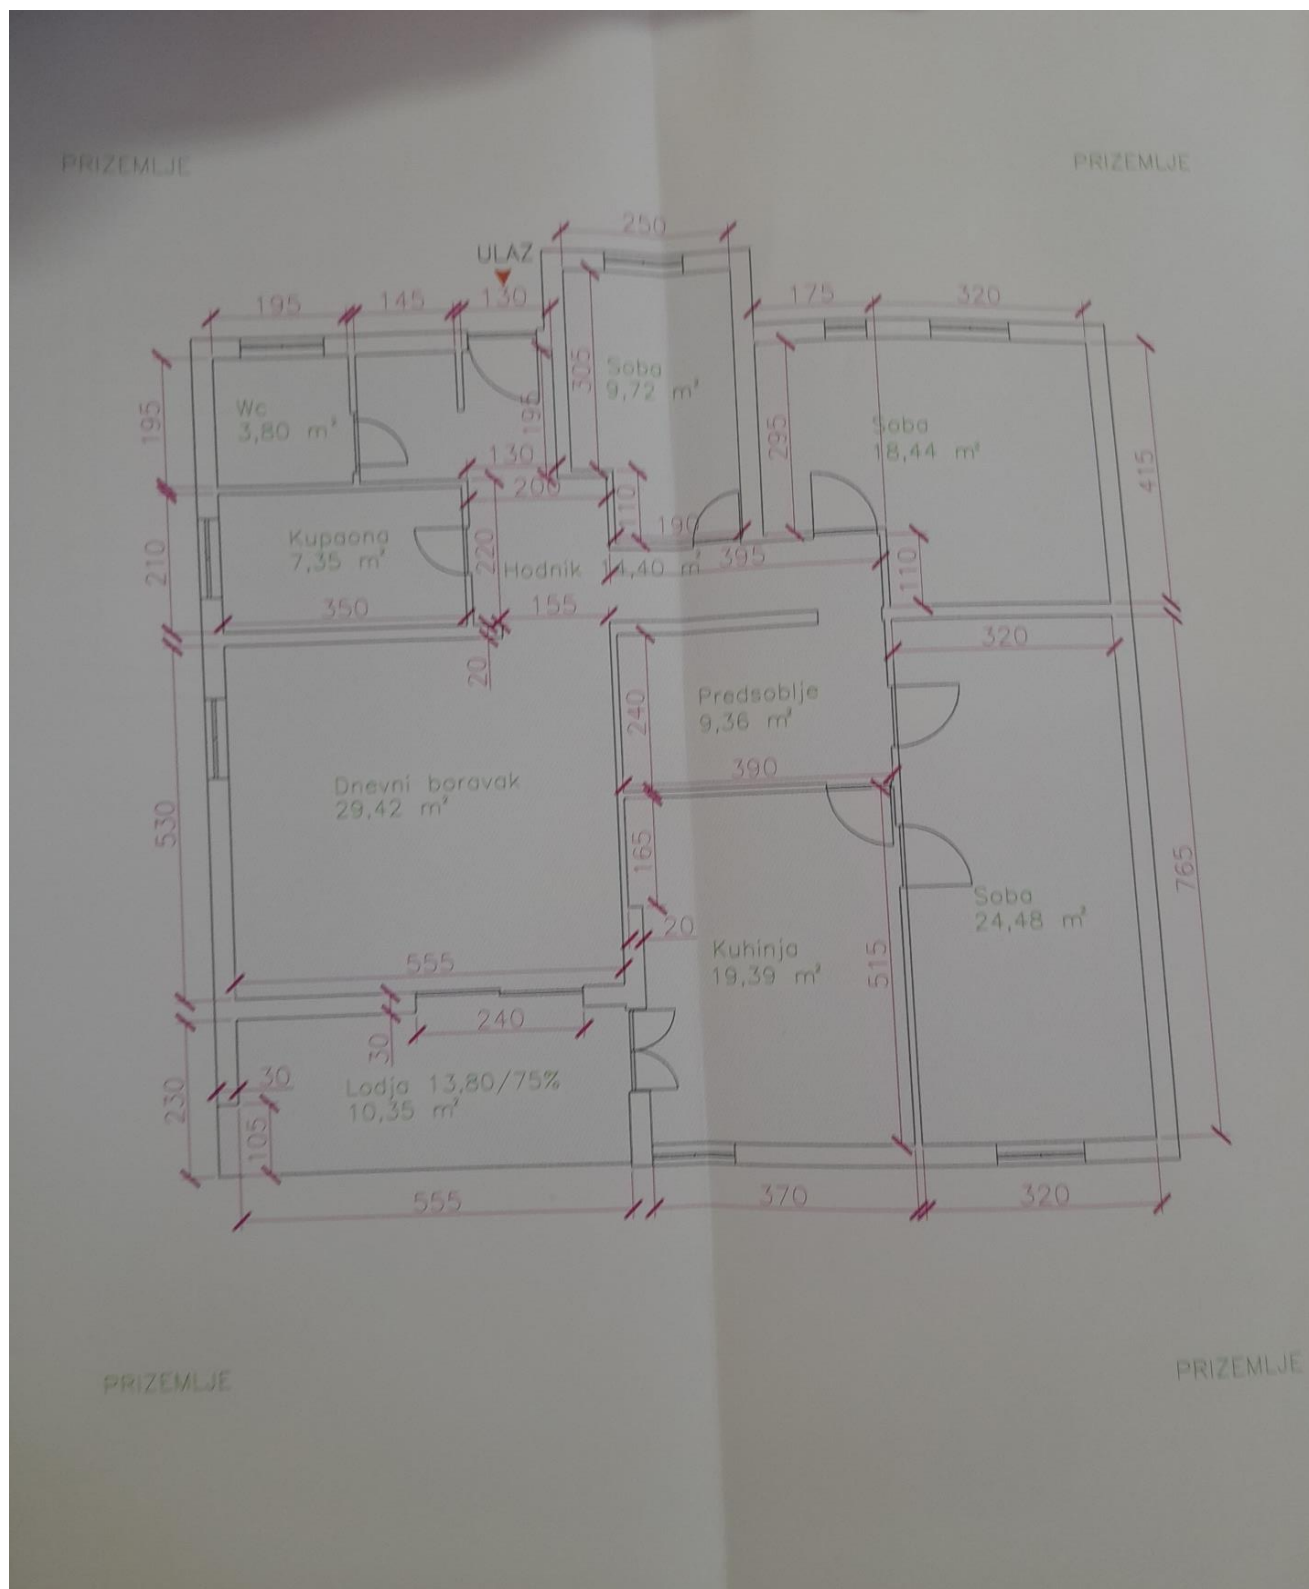 PRIZEMLJE
PRIZEMLJE
250
ULAZ
195
145
130
175
320
195
305
Soba
9,72 m²
195
295
Soba
18,44 m²
415
Wc
3,80 m²
130
200
110
190
395
110
210
Kupaona
7,35 m²
220
Hodnik 14,40 m²
350
155
20
320
240
Predsoblje
9,36 m²
390
530
Dnevni boravak
29,42 m²
165
765
Soba
24,48 m²
20
Kuhinja
19,39 m²
515
555
240
30
30
Lodja 13,80/75%
10,35 m²
230
105
555
370
320
PRIZEMLJE
PRIZEMLJE